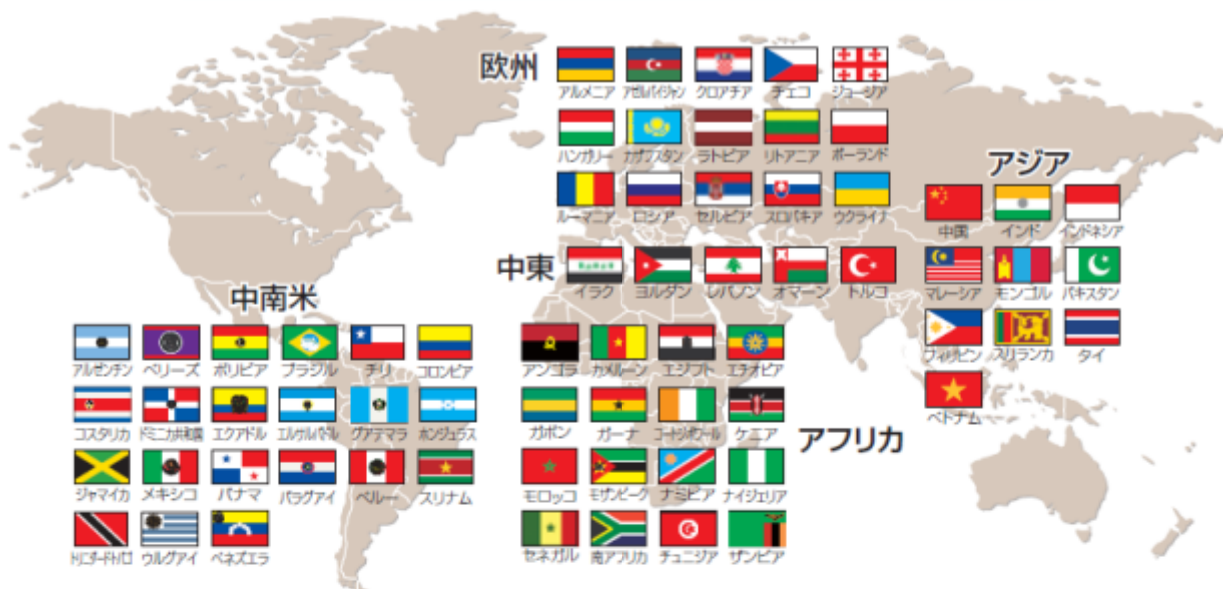 欧州
アルメニア アゼルバイジャン クロアチア チェコ ジョージア
ハンガリー カザフスタン ラトビア リトアニア ポーランド
ルーマニア ロシア セルビア スロバキア ウクライナ
アジア
中国 インド インドネシア
マレーシア モンゴル パキスタン
フィリピン スリランカ タイ
ベトナム
中東
イラク ヨルダン レバノン オマーン トルコ
中南米
アルゼンチン ベリーズ ボリビア ブラジル チリ コロンビア
コスタリカ ドミニカ共和国 エクアドル エルサルバドル グアテマラ ホンジュラス
ジャマイカ メキシコ パナマ パラグアイ ペルー スリナム
トリニダードトバゴ ウルグアイ ベネズエラ
アフリカ
アンゴラ カメルーン エジプト エチオピア
ガボン ガーナ コートジボワール ケニア
モロッコ モザンビーク ナミビア ナイジェリア
セネガル 南アフリカ チュニジア ザンビア